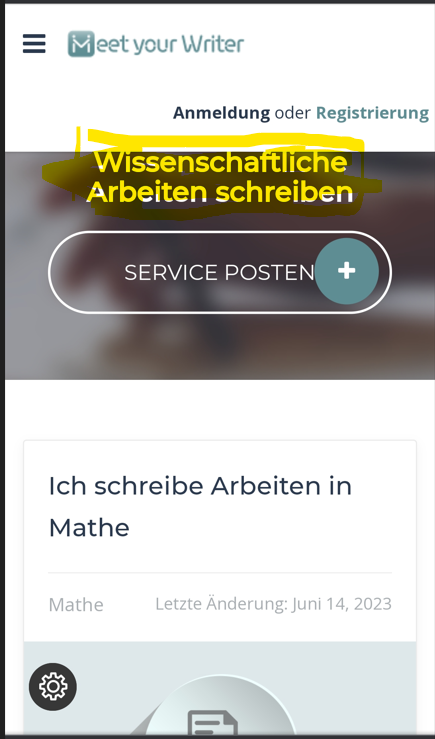 Meet your Writer
Anmeldung oder Registrierung
Wissenschaftliche
Arbeiten schreiben
SERVICE POSTEN
Ich schreibe Arbeiten in
Mathe
Mathe Letzte Änderung: Juni 14, 2023